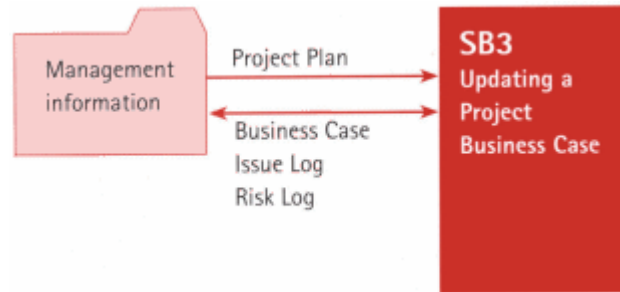 Management
information
Project Plan
Business Case
Issue Log
Risk Log
SB3
Updating a
Project
Business Case